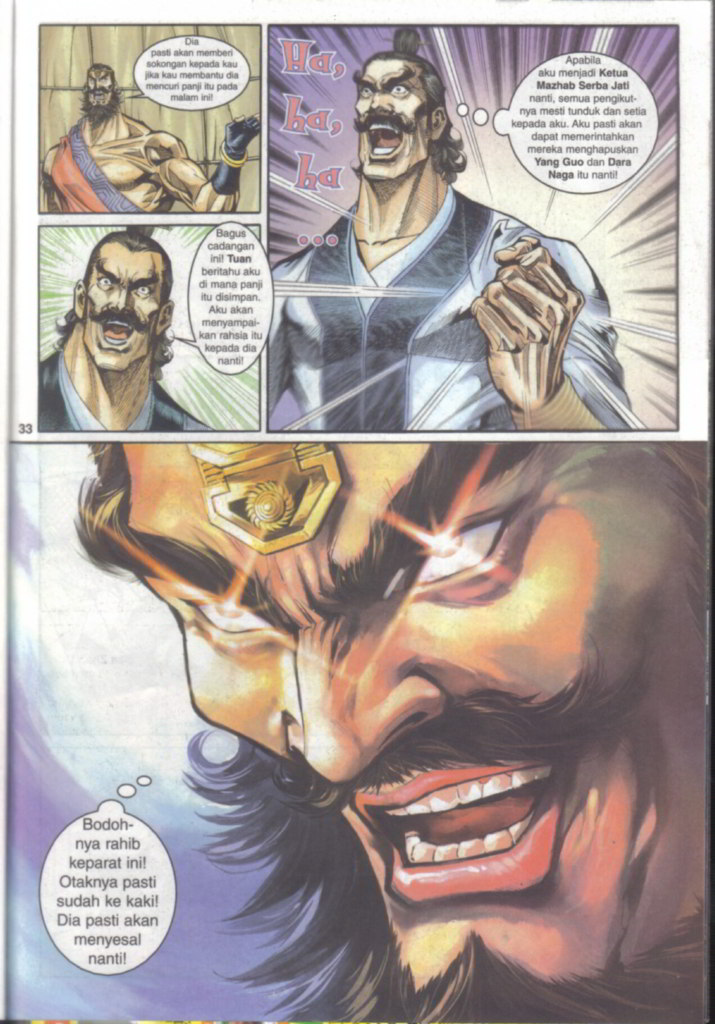 Dia
pasti akan memberi
sokongan kepada kau
jika kau membantu dia
mencuri panji itu pada
malam ini!
Ha,
ha,
ha
...
Apabila
aku menjadi Ketua
Mazhab Serba Jati
nanti, semua pengikut-
nya mesti tunduk dan setia
kepada aku. Aku pasti akan
dapat memerintahkan
mereka menghapuskan
Yang Guo dan Dara
Naga itu nanti!
Bagus
cadangan
ini! Tuan
beritahu aku
di mana panji
itu disimpan.
Aku akan
menyampai-
kan rahsia itu
kepada dia
nanti!
33
Bodoh-
nya rahib
keparat ini!
Otaknya pasti
sudah ke kaki!
Dia pasti akan
menyesal
nanti!